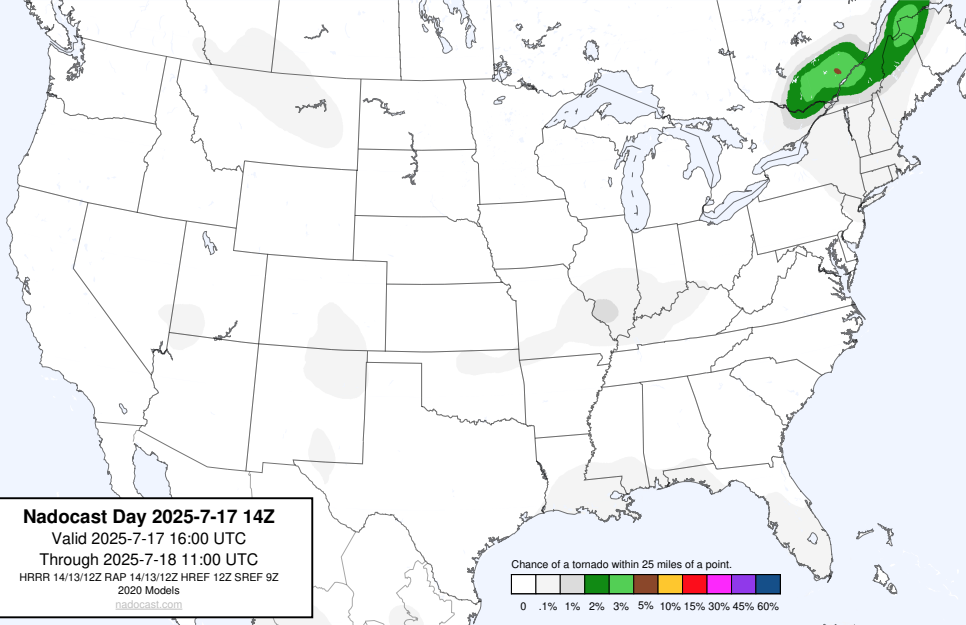 Nadocast Day 2025-7-17 14Z
Valid 2025-7-17 16:00 UTC
Through 2025-7-18 11:00 UTC
HRRR 14/13/12Z RAP 14/13/12Z HREF 12Z SREF 9Z
2020 Models
nadocast.com
Chance of a tornado within 25 miles of a point.
0 .1% 1% 2% 3% 5% 10% 15% 30% 45% 60%